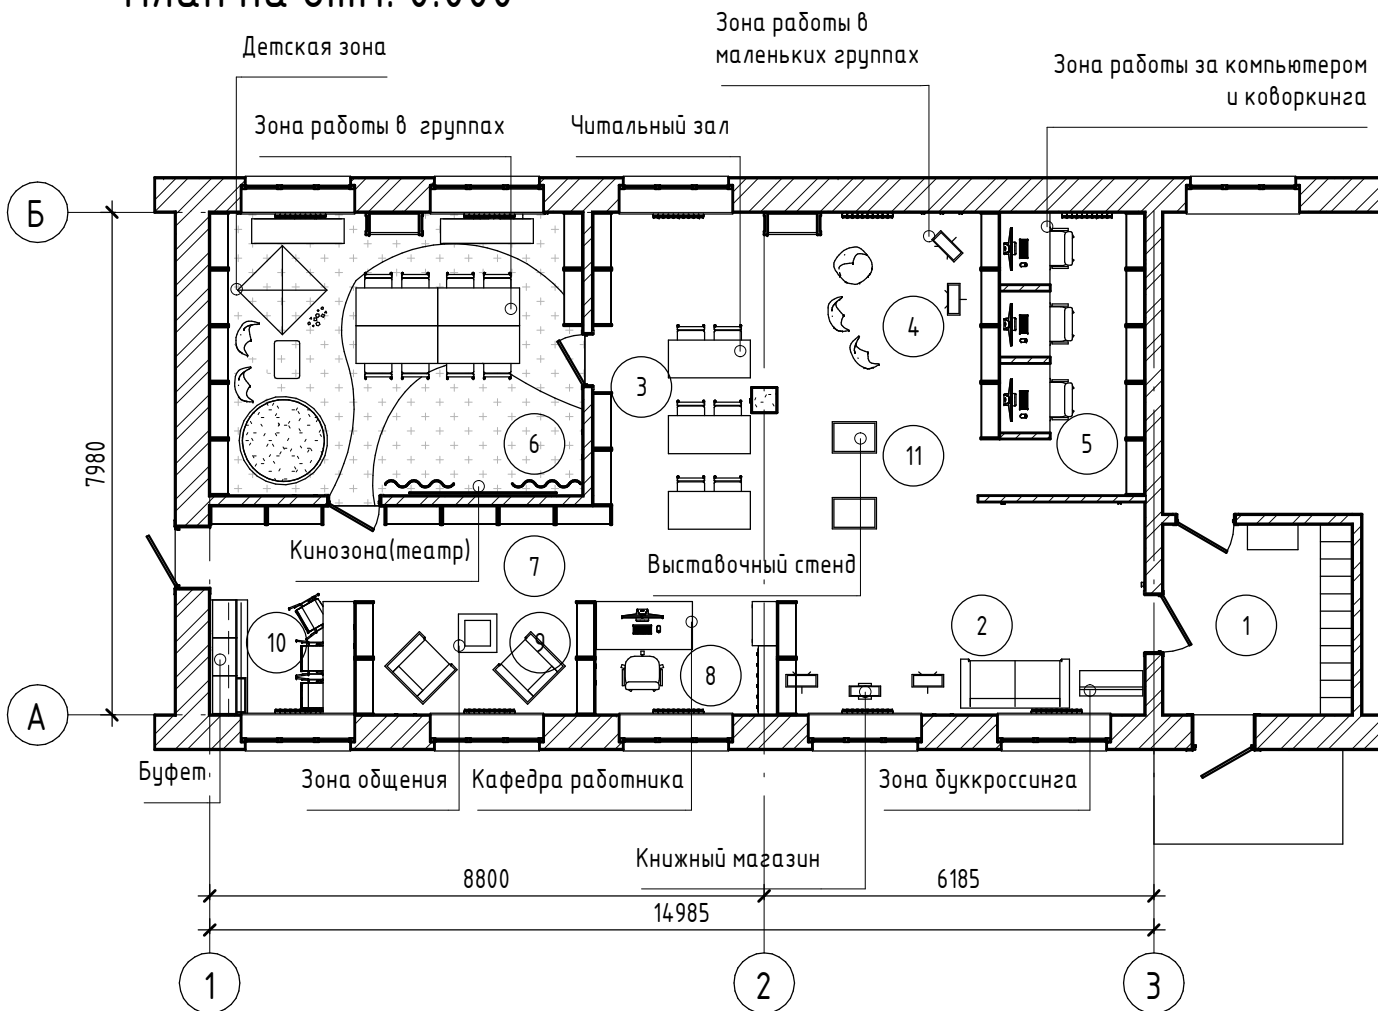 План на отм. 0.000
Зона работы в
маленьких группах
Детская зона
Зона работы за компьютером
и коворкинга
Зона работы в группах
Читальный зал
Б
4
3
6
11
5
7980
Кинозона(театр)
7
Выставочный стенд
10
9
8
2
1
А
Буфет
Зона общения
Кафедра работника
Зона буккроссинга
Книжный магазин
8800
6185
14985
1
2
3